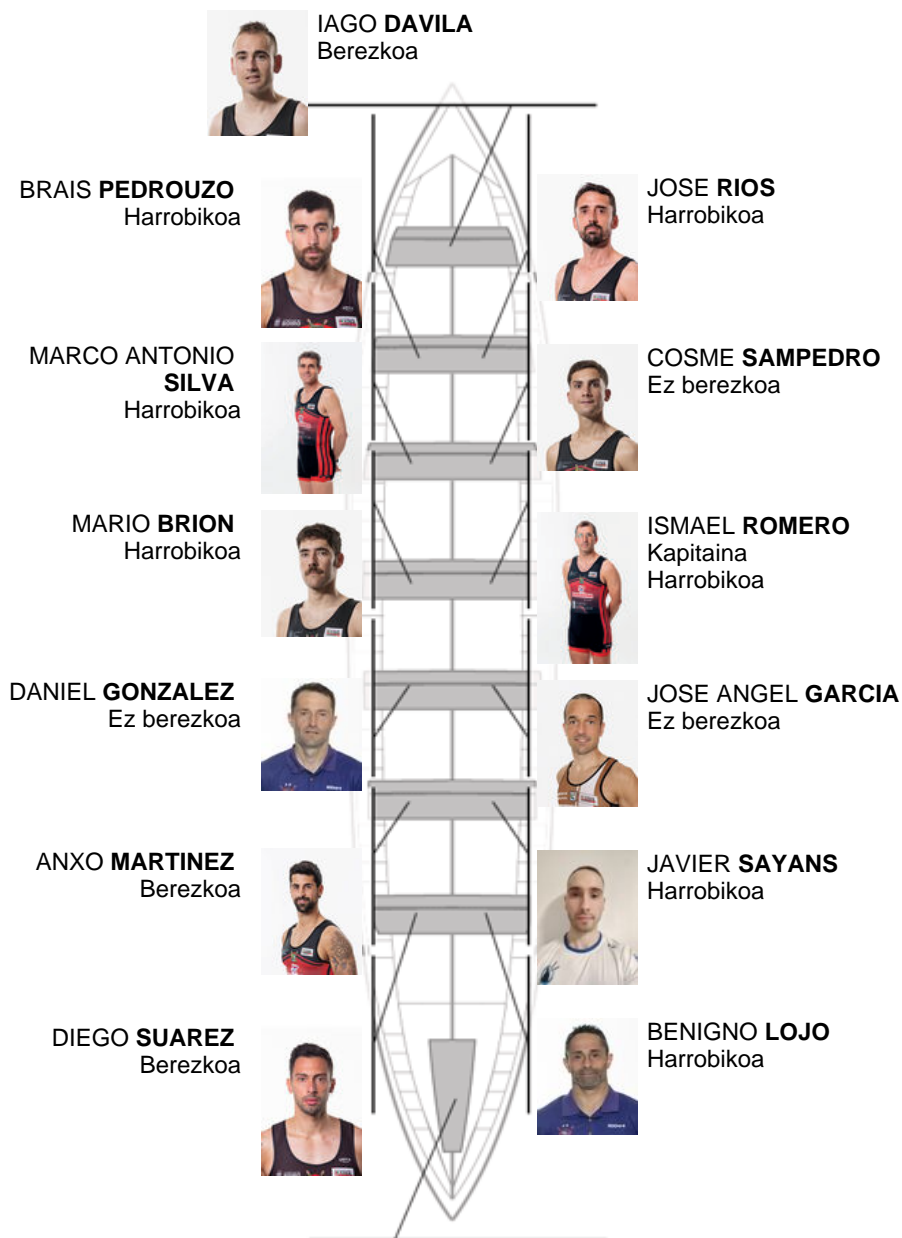 IAGO DAVILA
Berezkoa
BRAIS PEDROUZO
Harrobikoa
JOSE RIOS
Harrobikoa
MARCO ANTONIO
SILVA
Harrobikoa
COSME SAMPEDRO
Ez berezkoa
MARIO BRION
Harrobikoa
ISMAEL ROMERO
Kapitaina
Harrobikoa
DANIEL GONZALEZ
Ez berezkoa
JOSE ANGEL GARCIA
Ez berezkoa
ANXO MARTINEZ
Berezkoa
JAVIER SAYANS
Harrobikoa
DIEGO SUAREZ
Berezkoa
BENIGNO LOJO
Harrobikoa